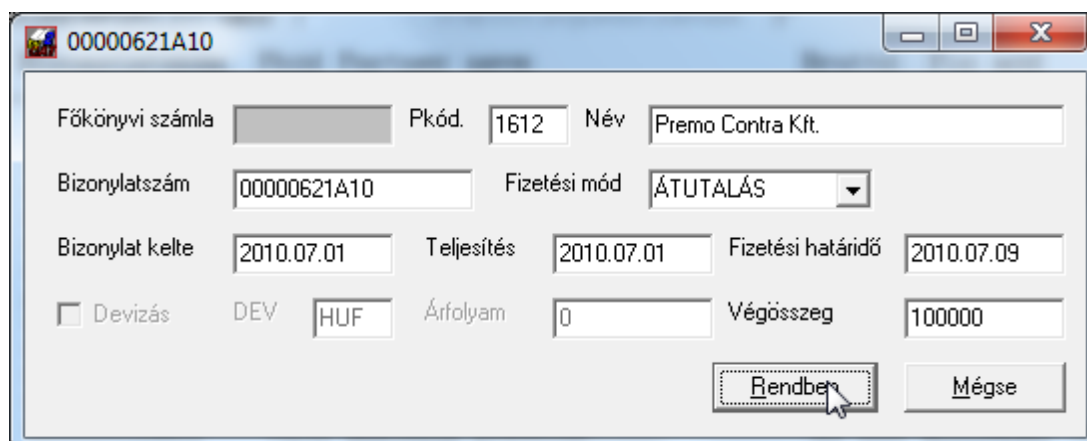 00000621A10
Főkönyvi számla Pkód. 1612 Név Premo Contra Kft.
Bizonylatszám 00000621A10 Fizetési mód ÁTUTALÁS
Bizonylat kelte 2010.07.01 Teljesítés 2010.07.01 Fizetési határidő 2010.07.09
Devizás DEV HUF Árfolyam 0 Végösszeg 100000
Rendben Mégse